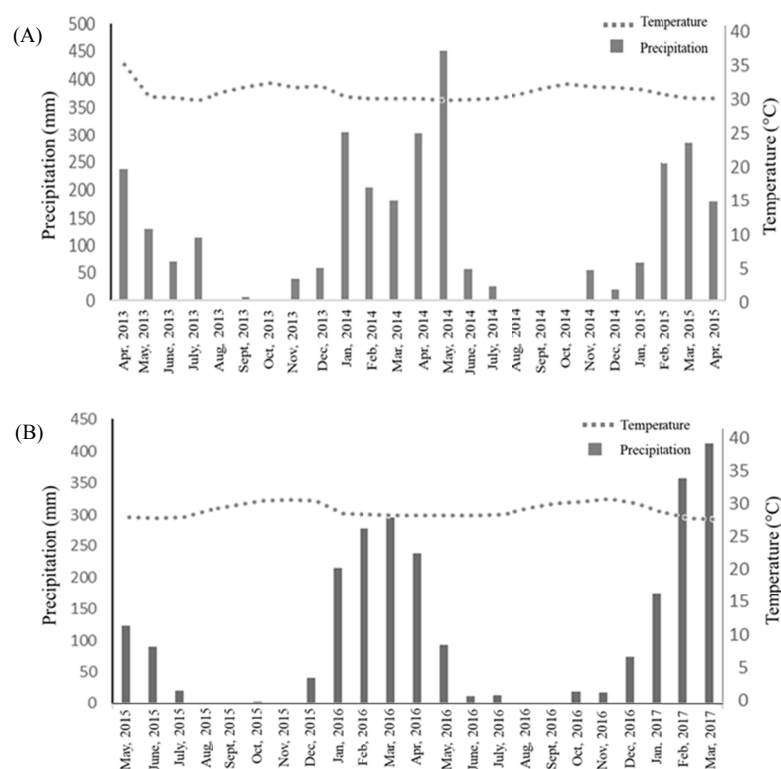 (A)
500
450
400
350
300
250
200
150
100
50
0
Precipitation (mm)
Temperature
Precipitation
40
35
30
25
20
15
10
5
0
Temperature (°C)
Apr, 2013
May, 2013
June, 2013
July, 2013
Aug, 2013
Sept, 2013
Oct, 2013
Nov, 2013
Dec, 2013
Jan, 2014
Feb, 2014
Mar, 2014
Apr, 2014
May, 2014
June, 2014
July, 2014
Aug, 2014
Sept, 2014
Oct, 2014
Nov, 2014
Dec, 2014
Jan, 2015
Feb, 2015
Mar, 2015
Apr, 2015
(B)
450
400
350
300
250
200
150
100
50
0
Precipitation (mm)
Temperature
Precipitation
40
35
30
25
20
15
10
5
0
Temperature (°C)
May, 2015
June, 2015
July, 2015
Aug, 2015
Sept, 2015
Oct, 2015
Nov, 2015
Dec, 2015
Jan, 2016
Feb, 2016
Mar, 2016
Apr, 2016
May, 2016
June, 2016
July, 2016
Aug, 2016
Sept, 2016
Oct, 2016
Nov, 2016
Dec, 2016
Jan, 2017
Feb, 2017
Mar, 2017